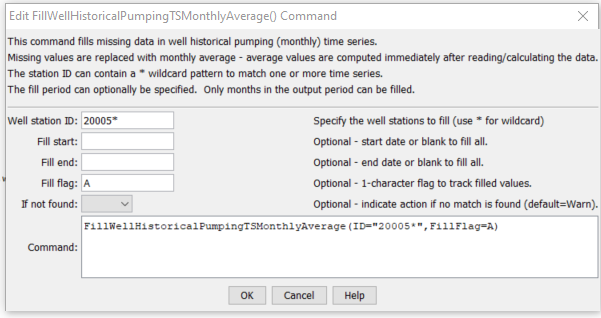 Edit FillWellHistoricalPumpingTSMonthlyAverage() Command
This command fills missing data in well historical pumping (monthly) time series.
Missing values are replaced with monthly average - average values are computed immediately after reading/calculating the data.
The station ID can contain a * wildcard pattern to match one or more time series.
The fill period can optionally be specified.  Only months in the output period can be filled.
Well station ID: 20005* Specify the well stations to fill (use * for wildcard)
Fill start: Optional - start date or blank to fill all.
Fill end: Optional - end date or blank to fill all.
Fill flag: A Optional - 1-character flag to track filled values.
If not found: Optional - indicate action if no match is found (default=Warn).
FillWellHistoricalPumpingTSMonthlyAverage(ID="20005*",FillFlag=A)
Command:
OK Cancel Help